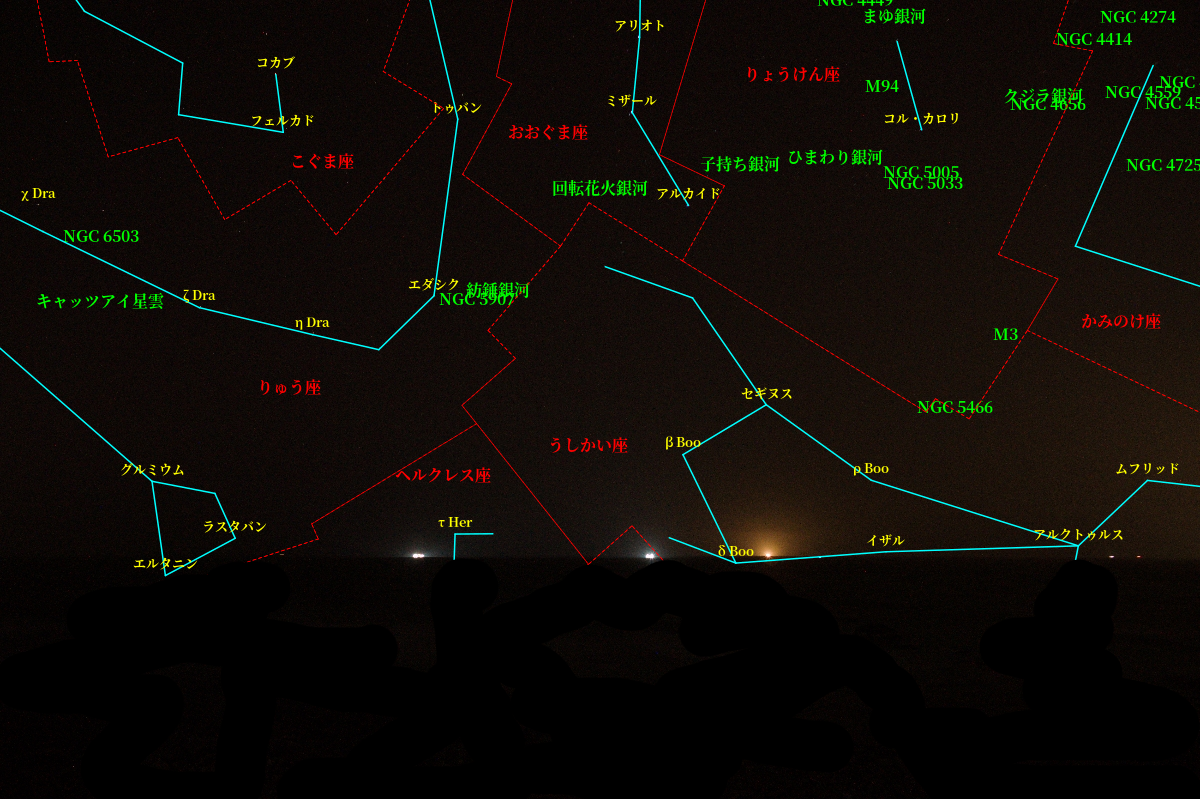 NGC 4449
まゆ銀河
NGC 4274
アリオト
NGC 4414
コカブ
りょうけん座
M94
NGC
クジラ銀河
NGC 4559
NGC 4656
NGC 45
ミザール
トゥバン
フェルカド
おおぐま座
コル・カロリ
こぐま座
子持ち銀河
ひまわり銀河
NGC 4725
NGC 5005
NGC 5033
回転花火銀河
アルカイド
χ Dra
NGC 6503
エダシク
紡錘銀河
NGC 5907
キャッツアイ星雲
ζ Dra
η Dra
かみのけ座
M3
りゅう座
セギヌス
NGC 5466
うしかい座
β Boo
グルミウム
ヘルクレス座
ρ Boo
ムフリッド
ラスタバン
τ Her
アルクトゥルス
イザル
δ Boo
エルタニン